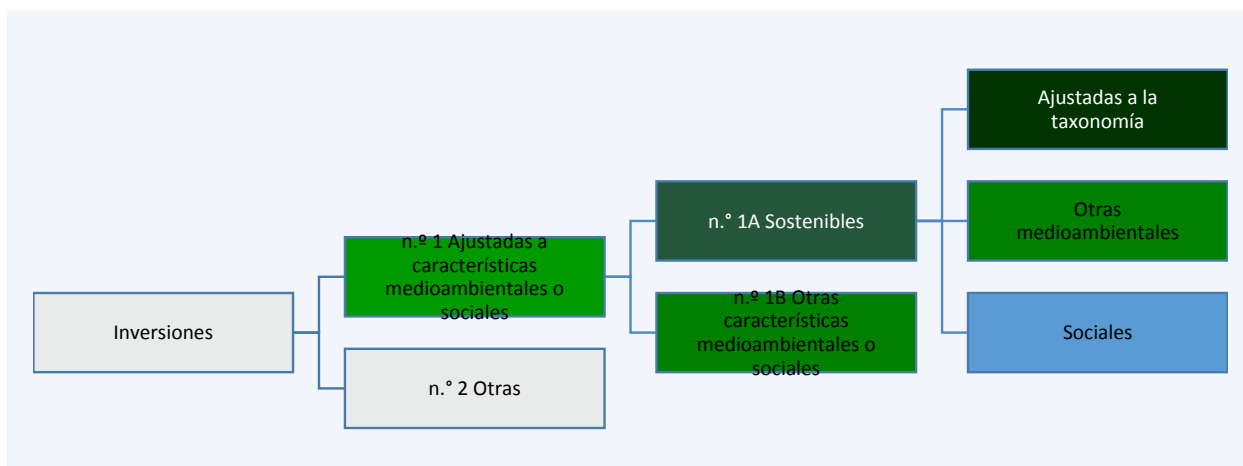 Inversiones
n.º 1 Ajustadas a
características
medioambientales o
sociales
n.° 2 Otras
n.° 1A Sostenibles
n.º 1B Otras
características
medioambientales o
sociales
Ajustadas a la
taxonomía
Otras
medioambientales
Sociales